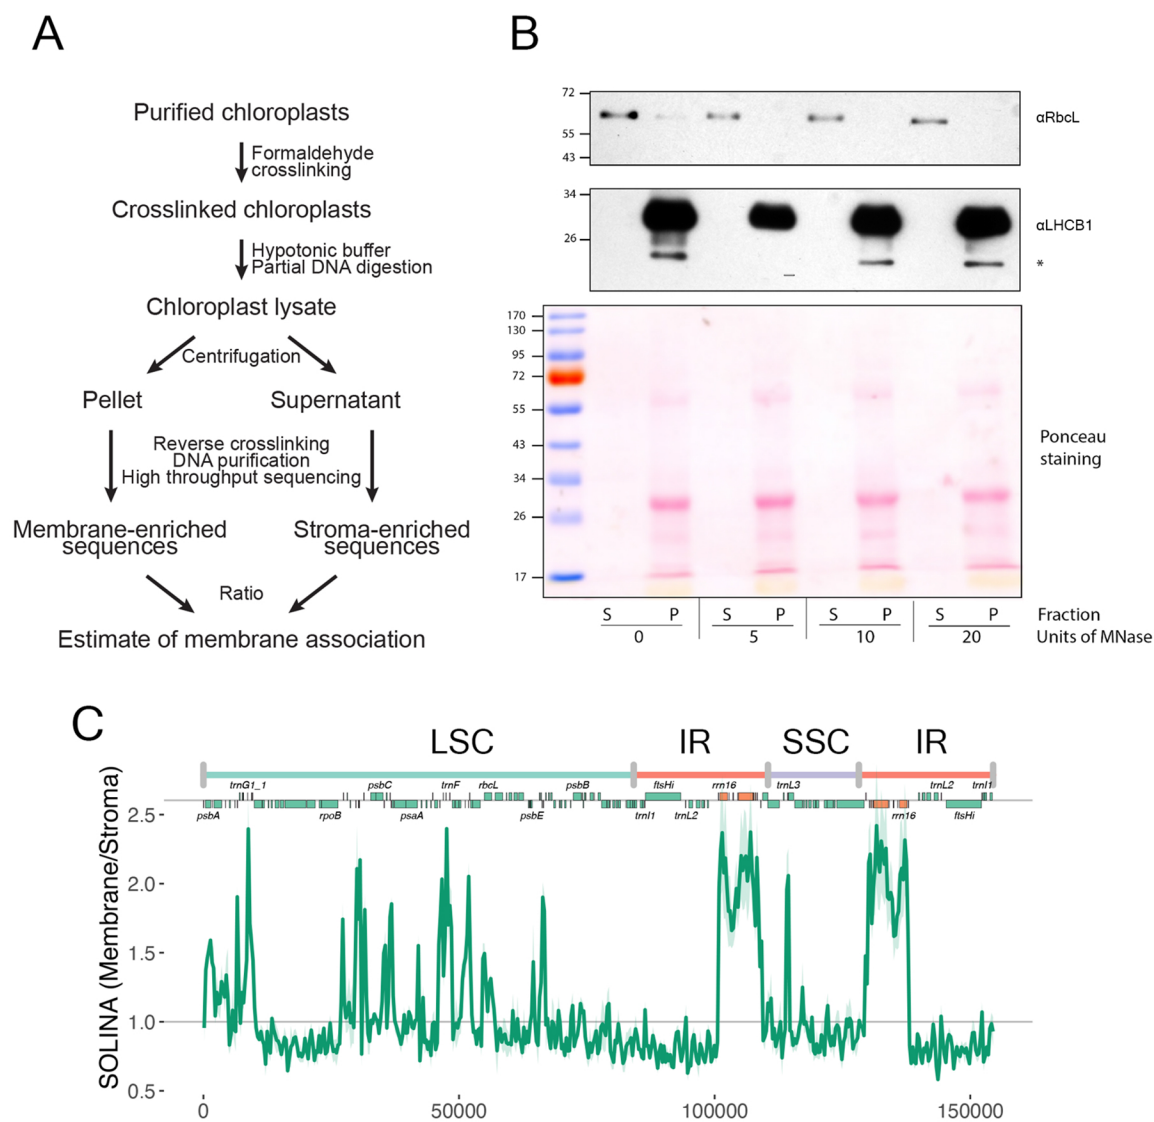 A
Purified chloroplasts
Formaldehyde
crosslinking
Crosslinked chloroplasts
Hypotonic buffer
Partial DNA digestion
Chloroplast lysate
Centrifugation
Pellet
Supernatant
Reverse crosslinking
DNA purification
High throughput sequencing
Membrane-enriched
sequences
Stroma-enriched
sequences
Ratio
Estimate of membrane association
B
72
55
43
αRbcL
34
26
αLHCB1
*
170
130
95
72
55
43
34
26
17
Ponceau
staining
S P S P S P S P Fraction
0 5 10 20 Units of MNase
C
LSC IR SSC IR
trnG1_1 psbC trnF rbcL psbB ftsHi rrn16 trnL3 trnL2 trnI1
psbA rpoB psaA psbE trnI1 trnL2 rrn16 ftsHi
SOLINA (Membrane/Stroma)
2.5
2.0
1.5
1.0
0.5
0 50000 100000 150000